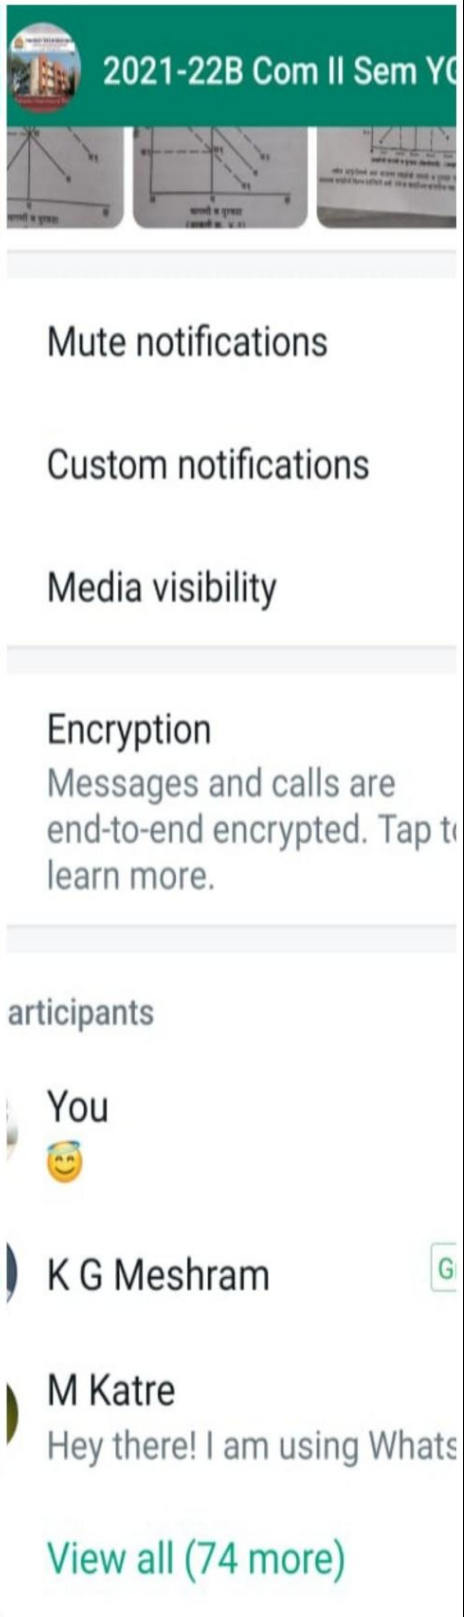 2021-22B Com II Sem YC
Mute notifications
Custom notifications
Media visibility
Encryption
Messages and calls are
end-to-end encrypted. Tap to
learn more.
articipants
You
K G Meshram
G
M Katre
Hey there! I am using Whats
View all (74 more)